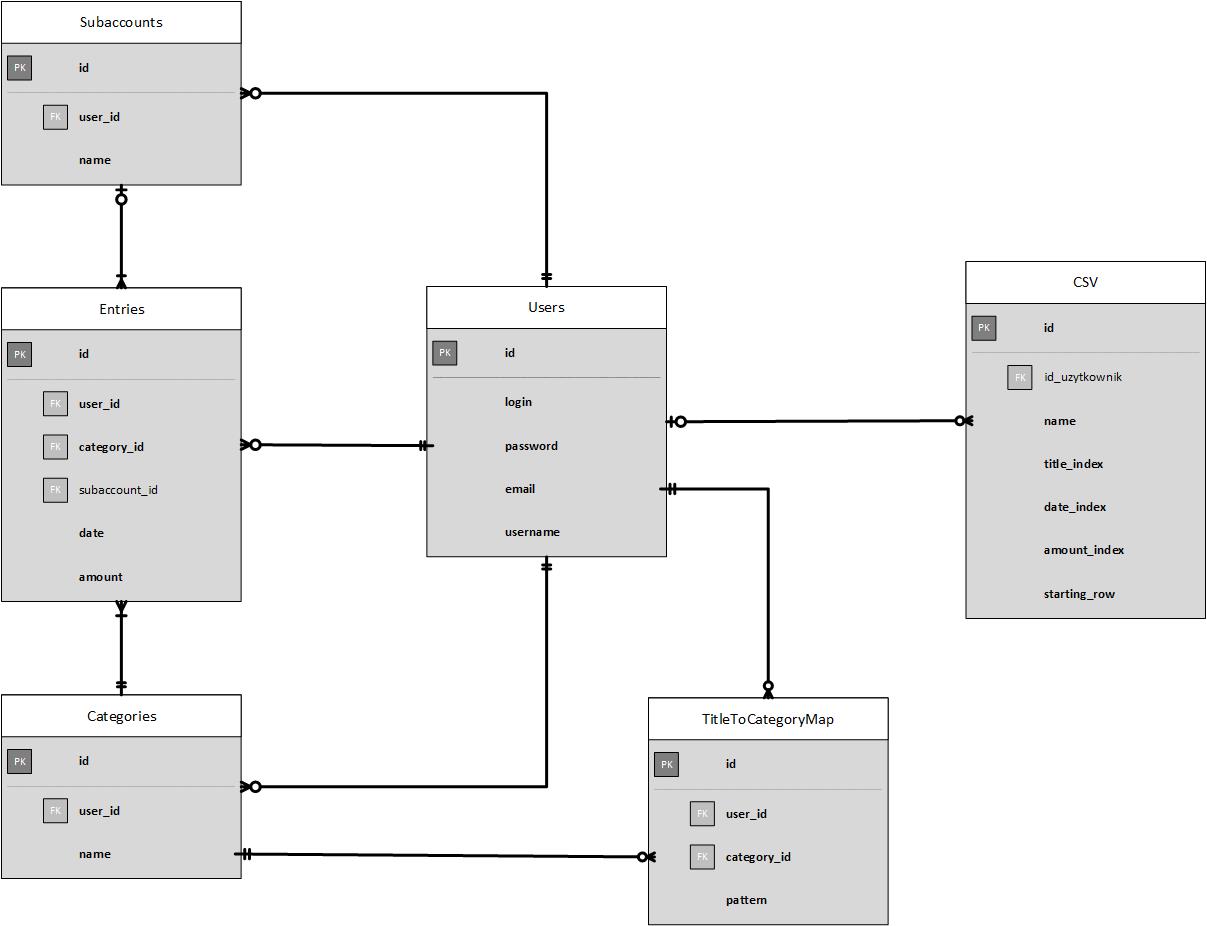 Subaccounts
PK id
FK user_id
name
Entries
PK id
FK user_id
FK category_id
FK subaccount_id
date
amount
Categories
PK id
FK user_id
name
Users
PK id
login
password
email
username
TitleToCategoryMap
PK id
FK user_id
FK category_id
pattern
CSV
PK id
FK id_uzytkownik
name
title_index
date_index
amount_index
starting_row